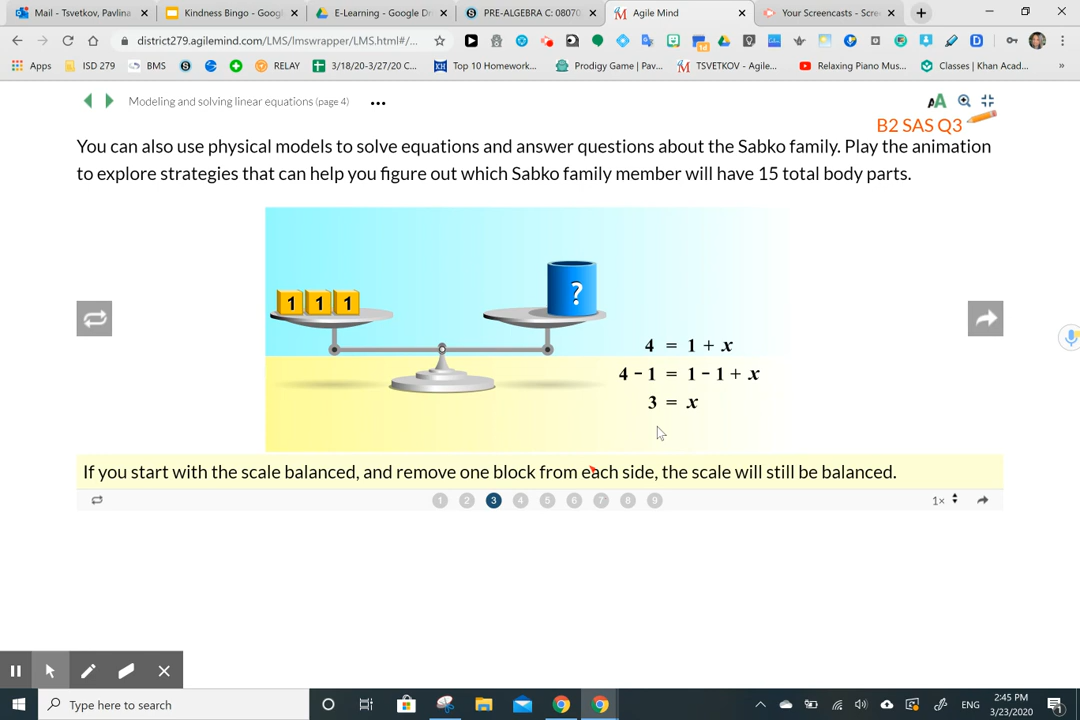 Mail - Tsvetkov, Pavlina
Kindness Bingo - Goog
E-Learning - Google Dr
PRE-ALGEBRA C: 0807
Agile Mind
Your Screencasts - Scre
district279.agilemind.com/LMS/lmswrapper/LMS.html#/...
Apps
ISD 279
BMS
RELAY
3/18/20-3/27/20 C...
KH
Top 10 Homework...
Prodigy Game | Pav...
TSVETKOV - Agile...
Relaxing Piano Mus...
Classes | Khan Acad...
»
Modeling and solving linear equations (page 4)
AA
B2 SAS Q3
You can also use physical models to solve equations and answer questions about the Sabko family. Play the animation
to explore strategies that can help you figure out which Sabko family member will have 15 total body parts.
1 1 1
?
4 = 1 + x
4 - 1 = 1 - 1 + x
3 = x
If you start with the scale balanced, and remove one block from each side, the scale will still be balanced.
1 2 3 4 5 6 7 8 9
1×
Type here to search
ENG
2:45 PM
3/23/2020